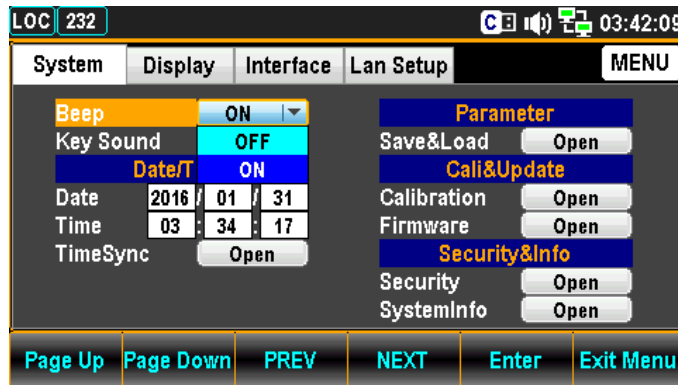 LOC 232 C 03:42:09
System Display Interface Lan Setup MENU
Beep ON
Key Sound
OFF
ON
Date/T
Date 2016 / 01 / 31
Time 03 : 34 : 17
TimeSync Open
Parameter
Save&Load Open
Cali&Update
Calibration Open
Firmware Open
Security&Info
Security Open
SystemInfo Open
Page Up Page Down PREV NEXT Enter Exit Menu